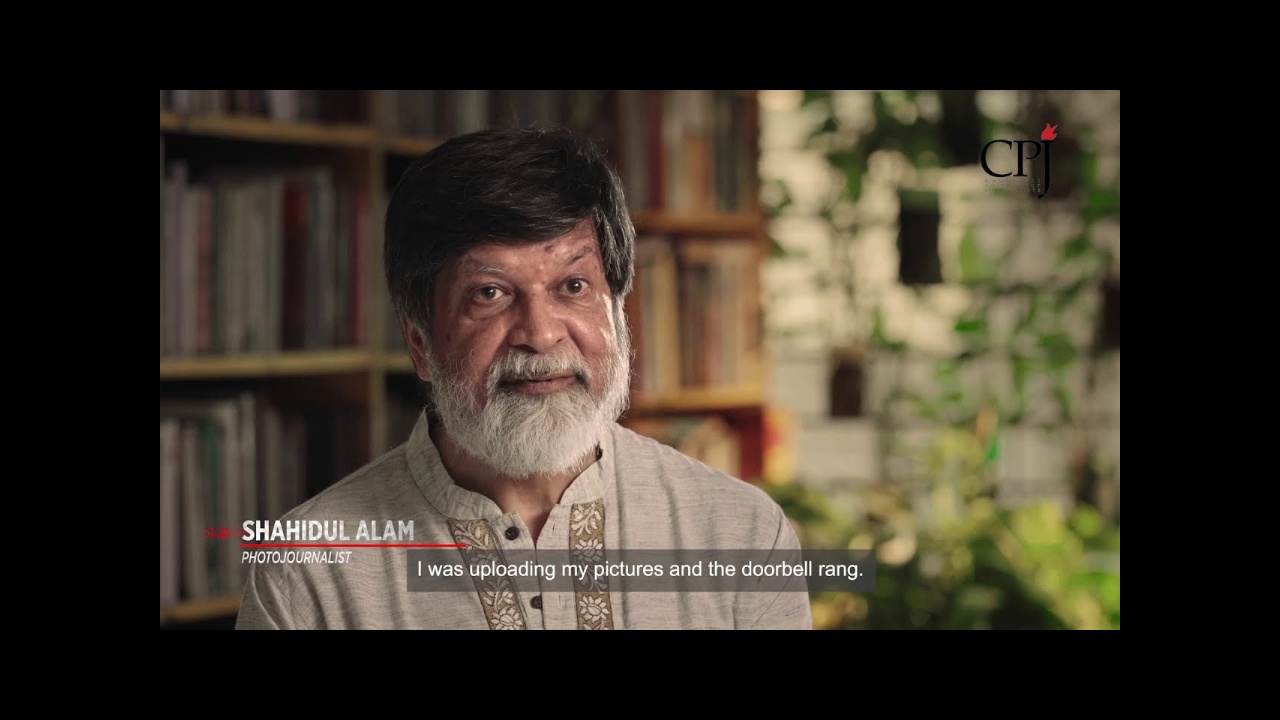 CPJ
SHAHIDUL ALAM
PHOTOJOURNALIST
I was uploading my pictures and the doorbell rang.